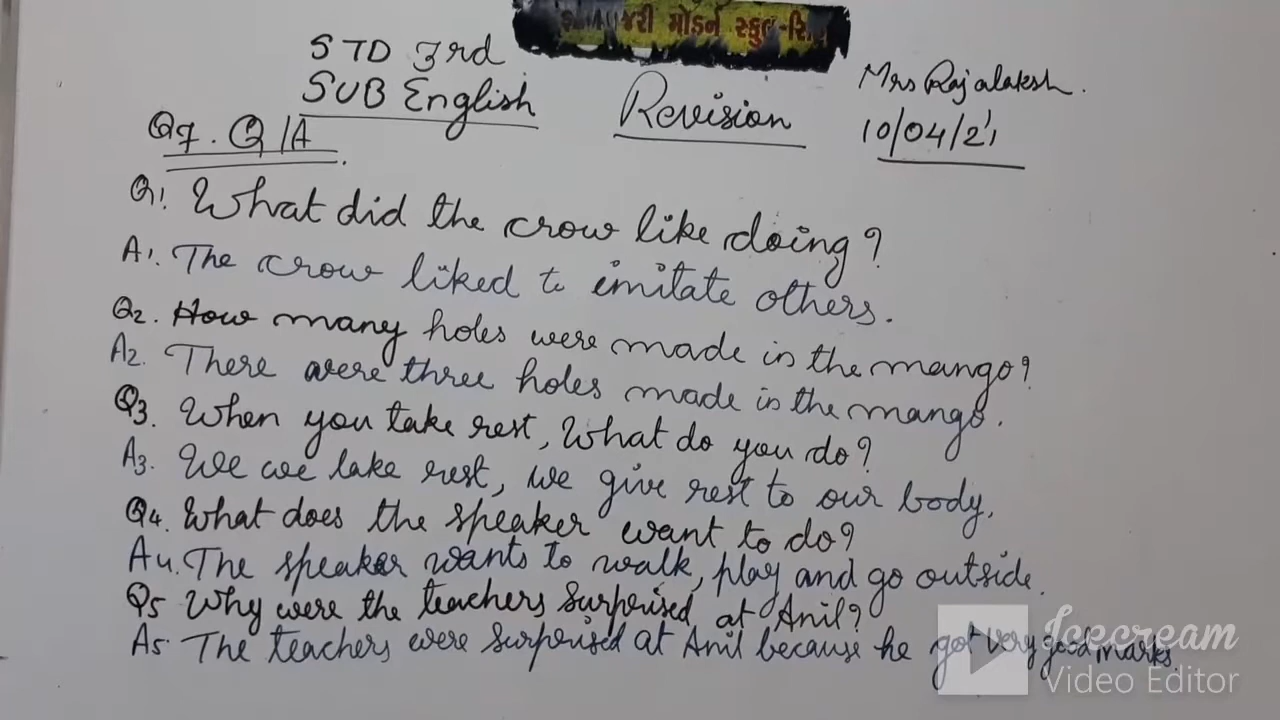 મોડર્ન સ્કુલ
STD 3rd
SUB English
Revision
Mrs Rajalaksh.
10/04/21
Q7. Q/A
Q1. What did the crow like doing?
A1. The crow liked to imitate others.
Q2. How many holes were made in the mango?
A2. There were three holes made in the mango.
Q3. When you take rest, What do you do?
A3. We we take rest, we give rest to our body.
Q4. What does the speaker want to do?
A4. The speaker wants to walk, play and go outside.
Q5 Why were the teachers surprised at Anil?
A5. The teachers were surprised at Anil because he got very good marks.
Icecream
Video Editor